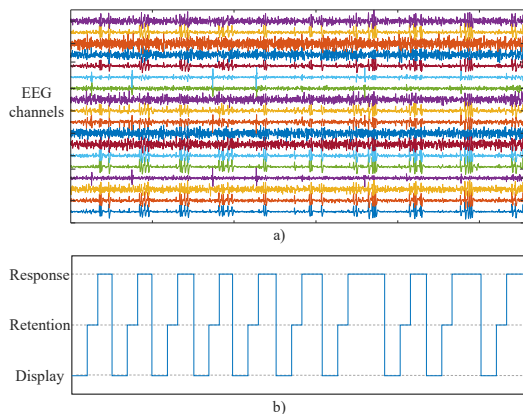 EEG
channels
a)
Response
Retention
Display
b)